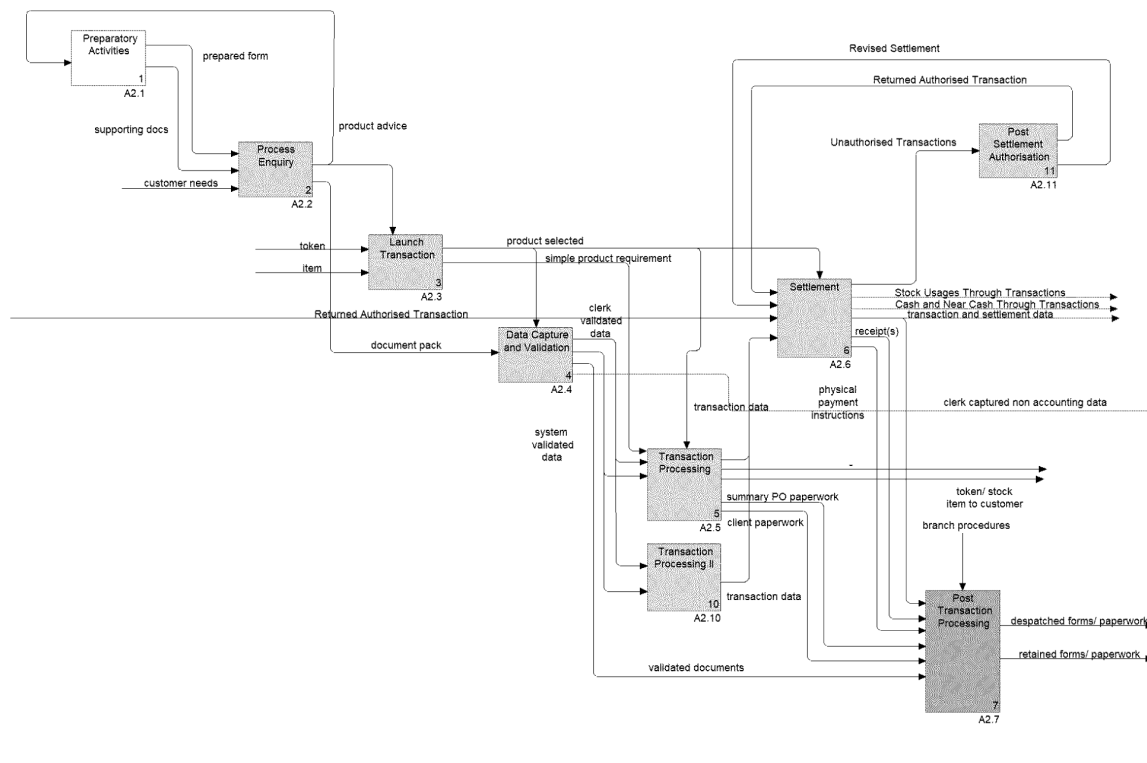 Preparatory
Activities
1
A2.1
prepared form
supporting docs
product advice
Process
Enquiry
2
A2.2
customer needs
Revised Settlement
Returned Authorised Transaction
Unauthorised Transactions
Post
Settlement
Authorisation
11
A2.11
token
item
Launch
Transaction
3
A2.3
product selected
simple product requirement
Settlement
6
A2.6
Stock Usages Through Transactions
Cash and Near Cash Through Transactions
transaction and settlement data
receipt(s)
Returned Authorised Transaction
clerk
validated
data
document pack
Data Capture
and Validation
4
A2.4
physical
payment
instructions
transaction data
clerk captured non accounting data
system
validated
data
Transaction
Processing
5
A2.5
-
token/ stock
item to customer
summary PO paperwork
client paperwork
branch procedures
Transaction
Processing II
10
A2.10
transaction data
Post
Transaction
Processing
7
A2.7
despatched forms/ paperwork
retained forms/ paperwork
validated documents